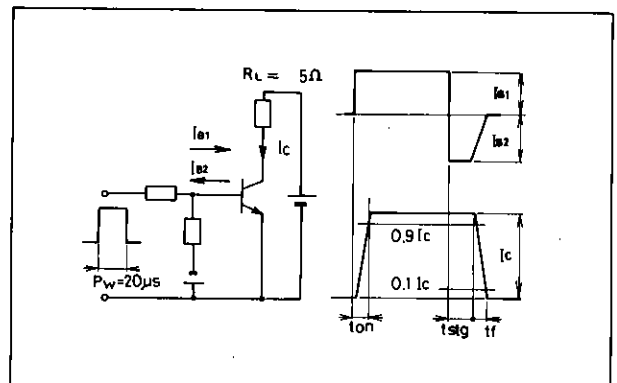 RL = 5Ω
IB1
IB2
Ic
PW=20μs
IB1
IB2
0.9 Ic
Ic
0.1 Ic
ton
tstg
tf